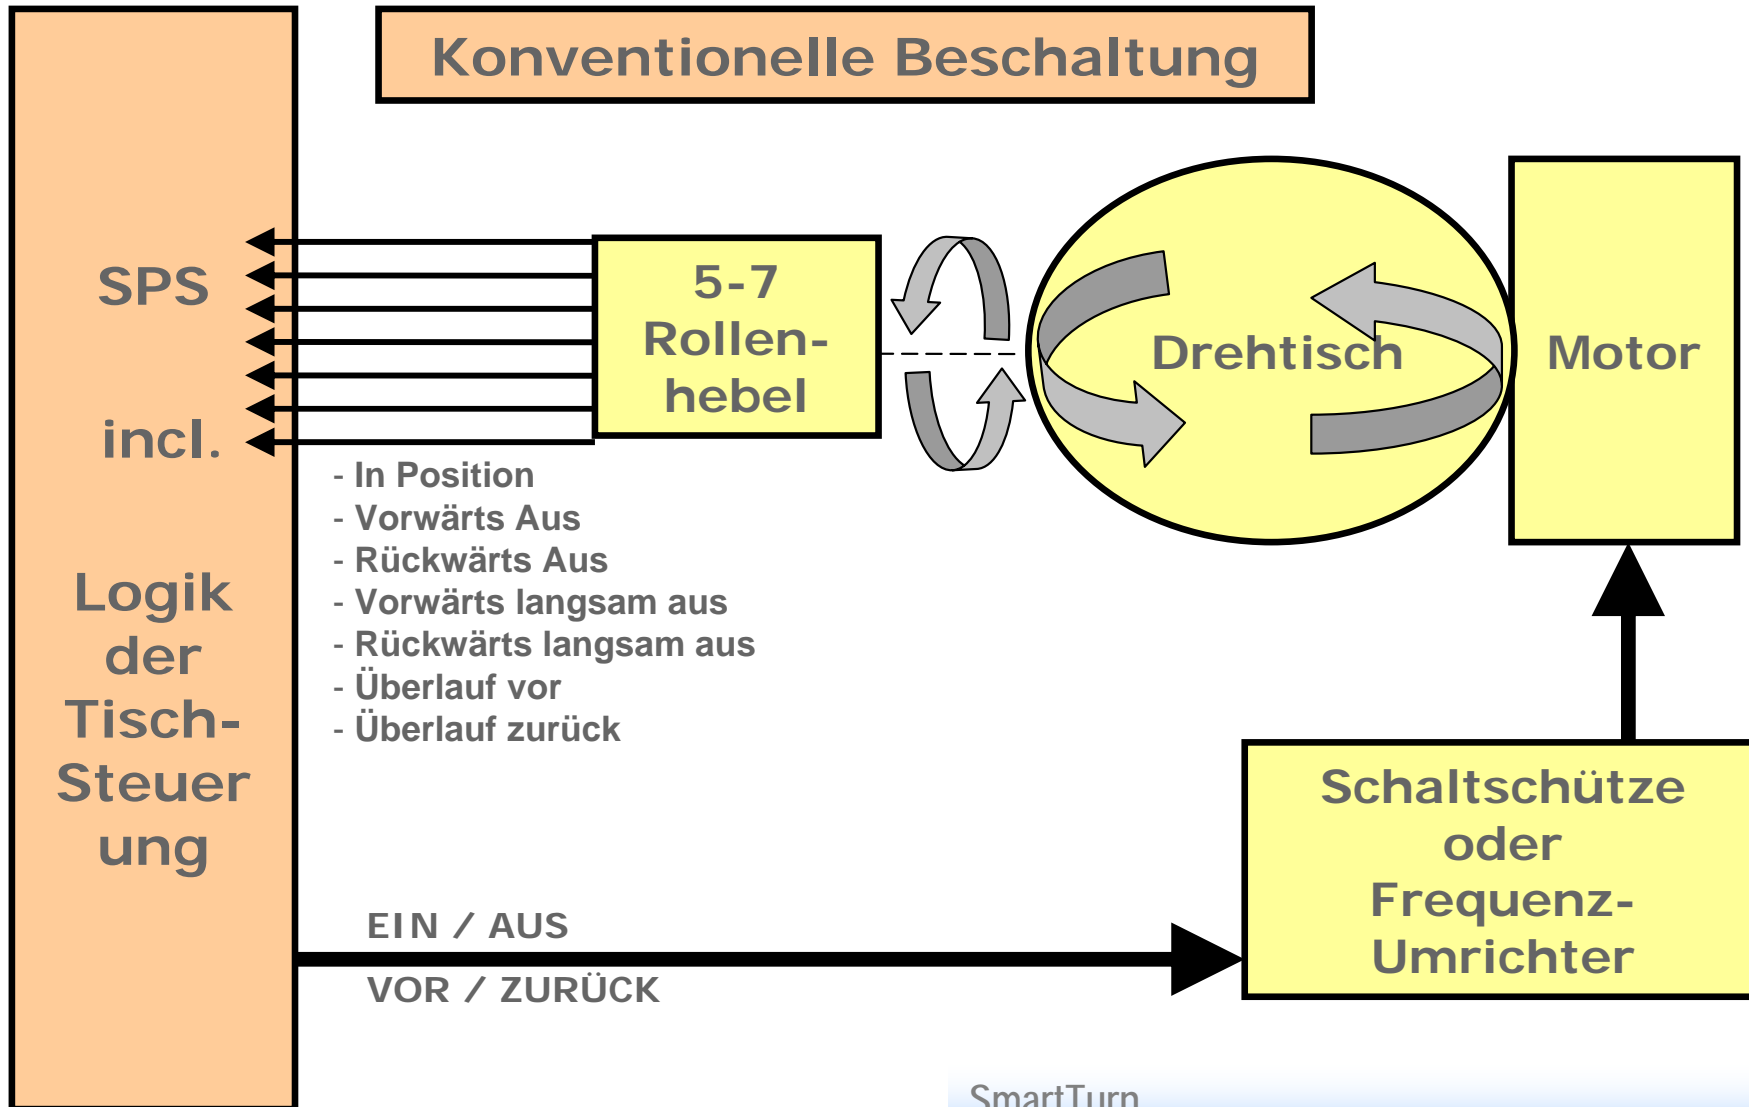 Konventionelle Beschaltung
SPS
incl.
Logik
der
Tisch-
Steuer
ung
5-7
Rollen-
hebel
Drehtisch
Motor
- In Position
- Vorwärts Aus
- Rückwärts Aus
- Vorwärts langsam aus
- Rückwärts langsam aus
- Überlauf vor
- Überlauf zurück
Schaltschütze
oder
Frequenz-
Umrichter
EIN / AUS
VOR / ZURÜCK
SmartTurn